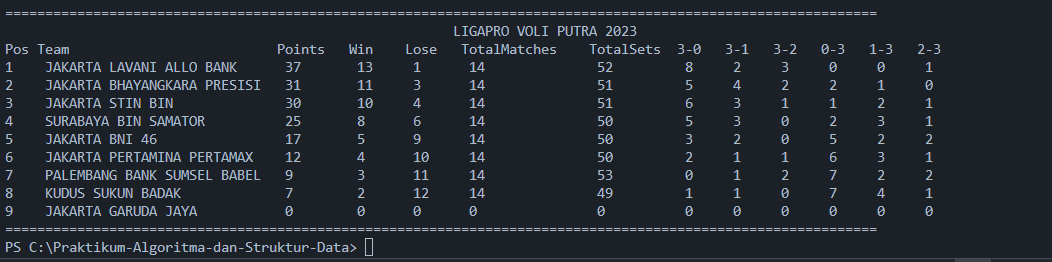 =============================================================================================================
LIGAPRO VOLI PUTRA 2023
Pos Team Points Win Lose TotalMatches TotalSets 3-0 3-1 3-2 0-3 1-3 2-3
1 JAKARTA LAVANI ALLO BANK 37 13 1 14 52 8 2 3 0 0 1
2 JAKARTA BHAYANGKARA PRESISI 31 11 3 14 51 5 4 2 2 1 0
3 JAKARTA STIN BIN 30 10 4 14 51 6 3 1 1 2 1
4 SURABAYA BIN SAMATOR 25 8 6 14 50 5 3 0 2 3 1
5 JAKARTA BNI 46 17 5 9 14 50 3 2 0 5 2 2
6 JAKARTA PERTAMINA PERTAMAX 12 4 10 14 50 2 1 1 6 3 1
7 PALEMBANG BANK SUMSEL BABEL 9 3 11 14 53 0 1 2 7 2 2
8 KUDUS SUKUN BADAK 7 2 12 14 49 1 1 0 7 4 1
9 JAKARTA GARUDA JAYA 0 0 0 0 0 0 0 0 0 0 0
=============================================================================================================
PS C:\Praktikum-Algoritma-dan-Struktur-Data>